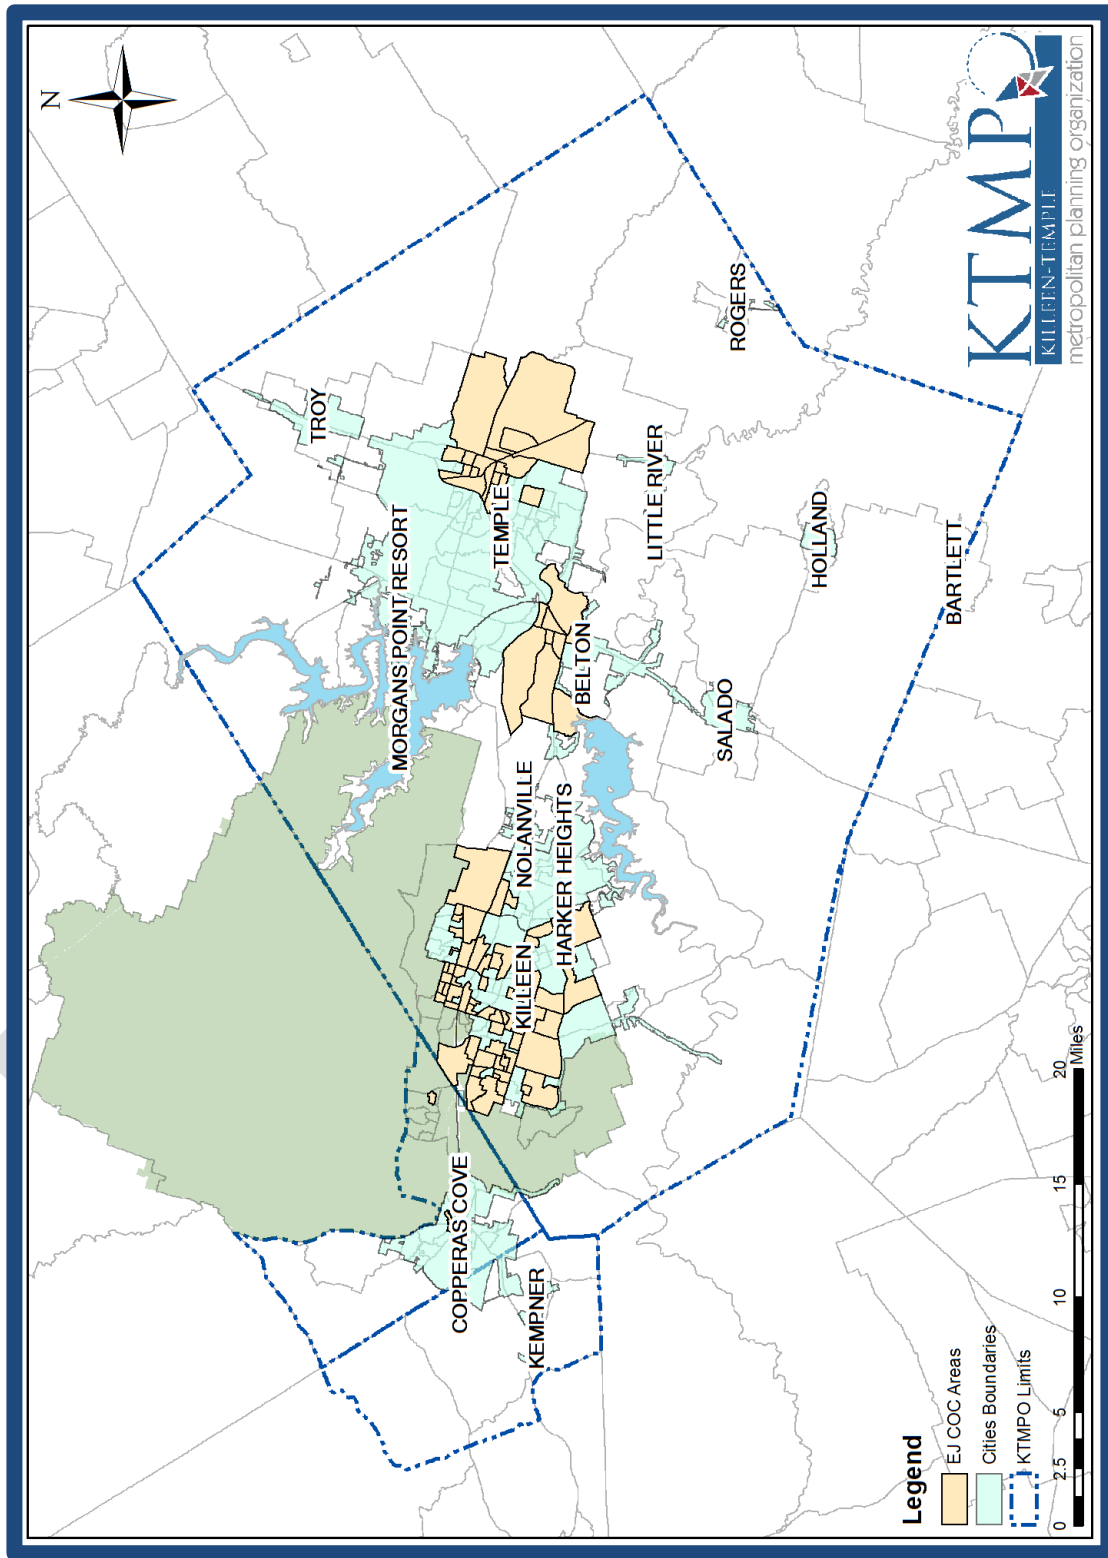 N
TROY
MORGANS POINT RESORT
TEMPLE
ROGERS
LITTLE RIVER
BELTON
HOLLAND
NOLANVILLE
HARKER HEIGHTS
KILLEEN
SALADO
BARTLETT
COPPERAS COVE
KEMPNER
Legend
EJ COC Areas
Cities Boundaries
KTMPO Limits
0 2.5 5 10 15 20
Miles
KTMP
KILLEEN-TEMPLE
metropolitan planning organization